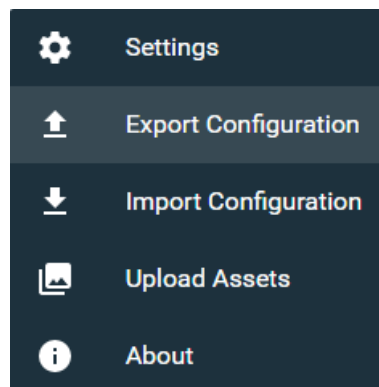 Settings
Export Configuration
Import Configuration
Upload Assets
About